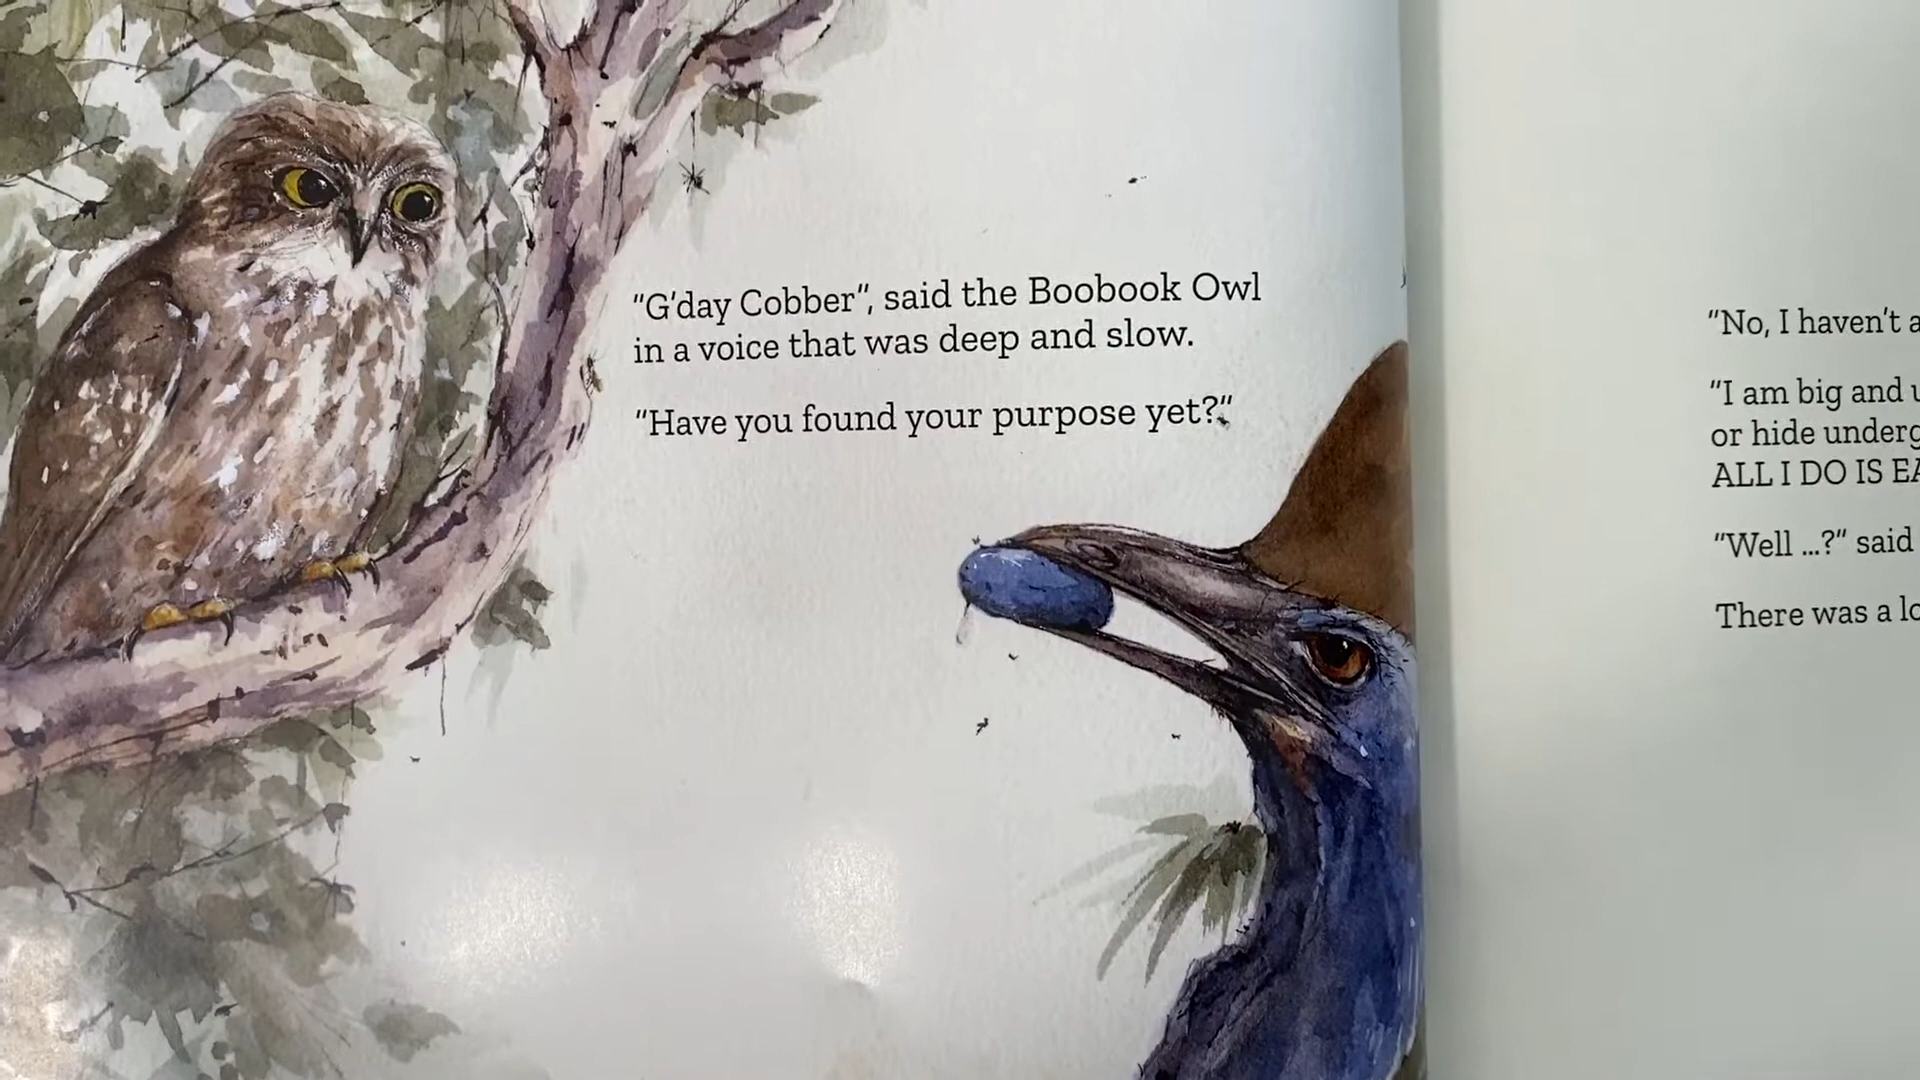 "G'day Cobber", said the Boobook Owl
in a voice that was deep and slow.
"Have you found your purpose yet?"
"No, I haven't a
"I am big and u
or hide underg
ALL I DO IS EA
"Well ...?" said
There was a lo